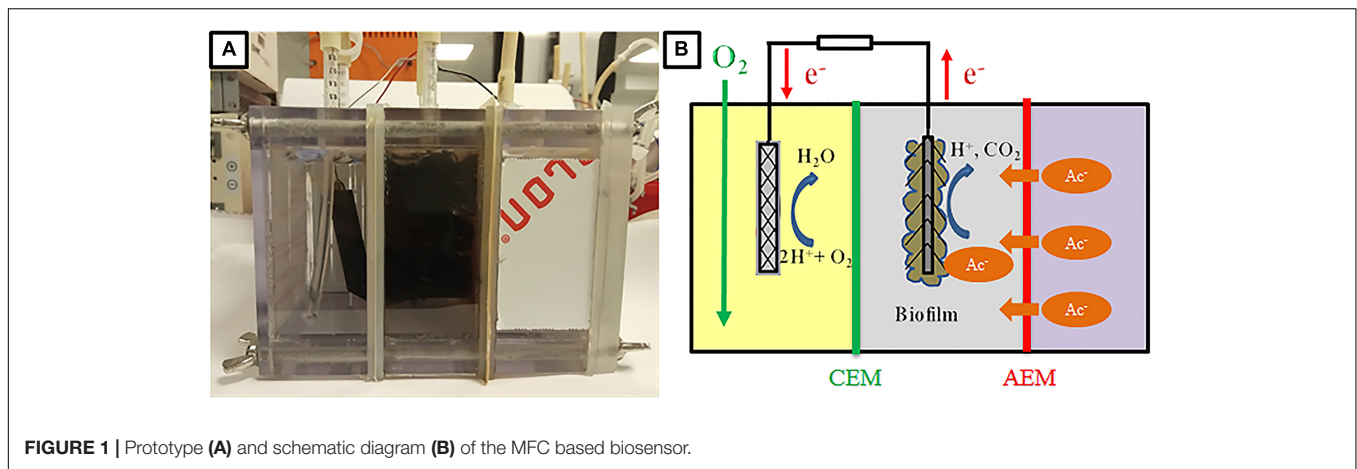 A
LON
B
O₂
e⁻
e⁻
H₂O
2H⁺+ O₂
H⁺, CO₂
Ac⁻
Ac⁻
Ac⁻
Ac⁻
Biofilm
CEM
AEM
FIGURE 1 | Prototype (A) and schematic diagram (B) of the MFC based biosensor.